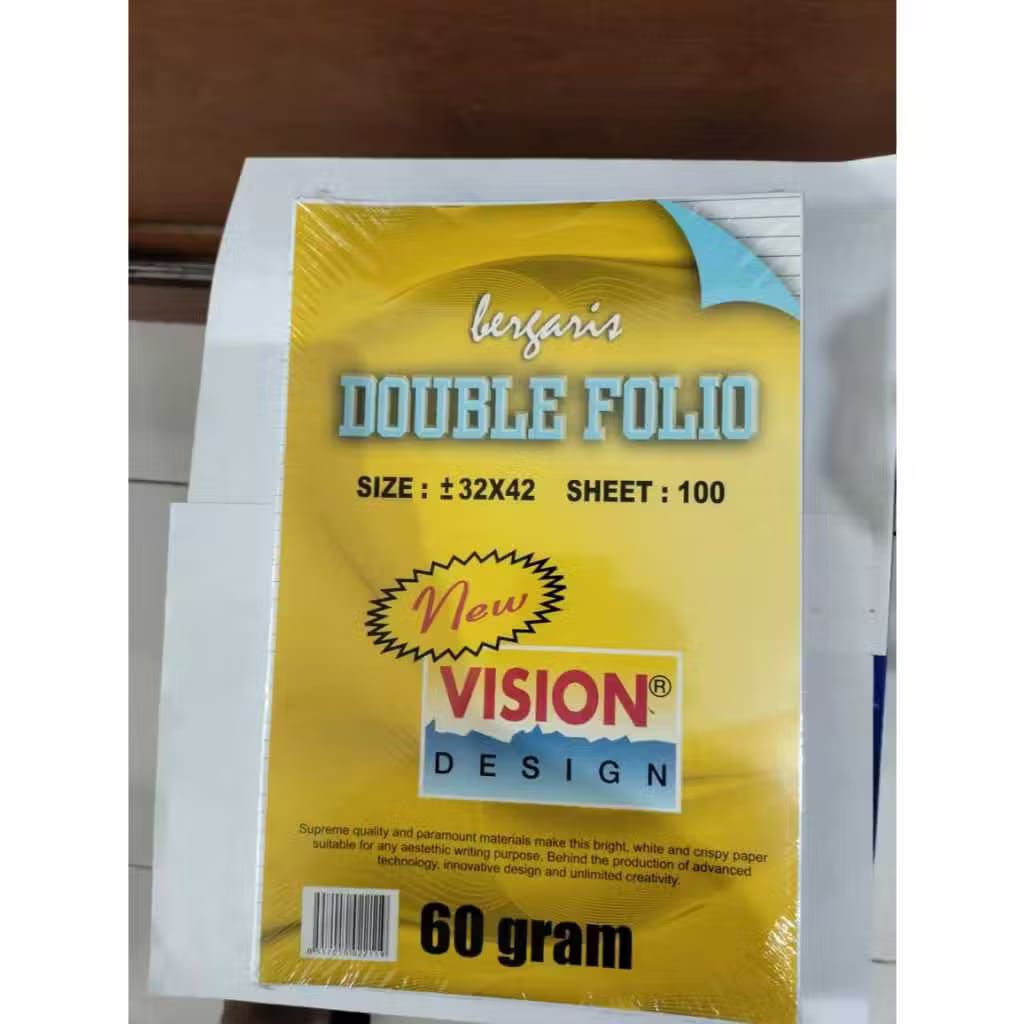 bergaris
DOUBLE FOLIO
SIZE : ±32X42 SHEET : 100
New
VISION®
DESIGN
Supreme quality and paramount materials make this bright, white and crispy paper
suitable for any aestethic writing purpose. Behind the production of advanced
technology, innovative design and unlimited creativity.
60 gram